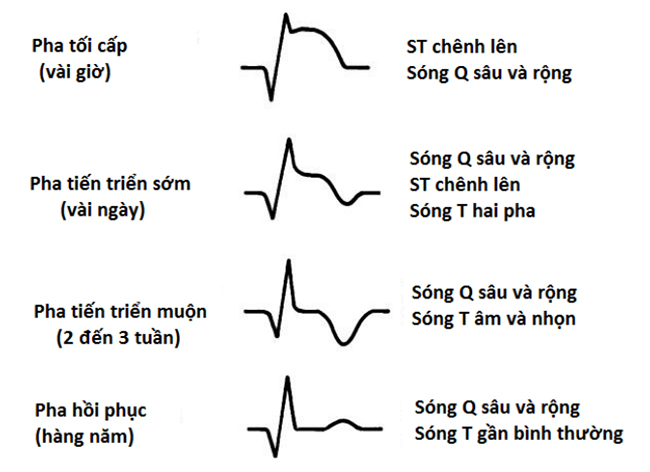 Pha tối cấp
(vài giờ)
ST chênh lên
Sóng Q sâu và rộng
Pha tiến triển sớm
(vài ngày)
Sóng Q sâu và rộng
ST chênh lên
Sóng T hai pha
Pha tiến triển muộn
(2 đến 3 tuần)
Sóng Q sâu và rộng
Sóng T âm và nhọn
Pha hồi phục
(hàng năm)
Sóng Q sâu và rộng
Sóng T gần bình thường